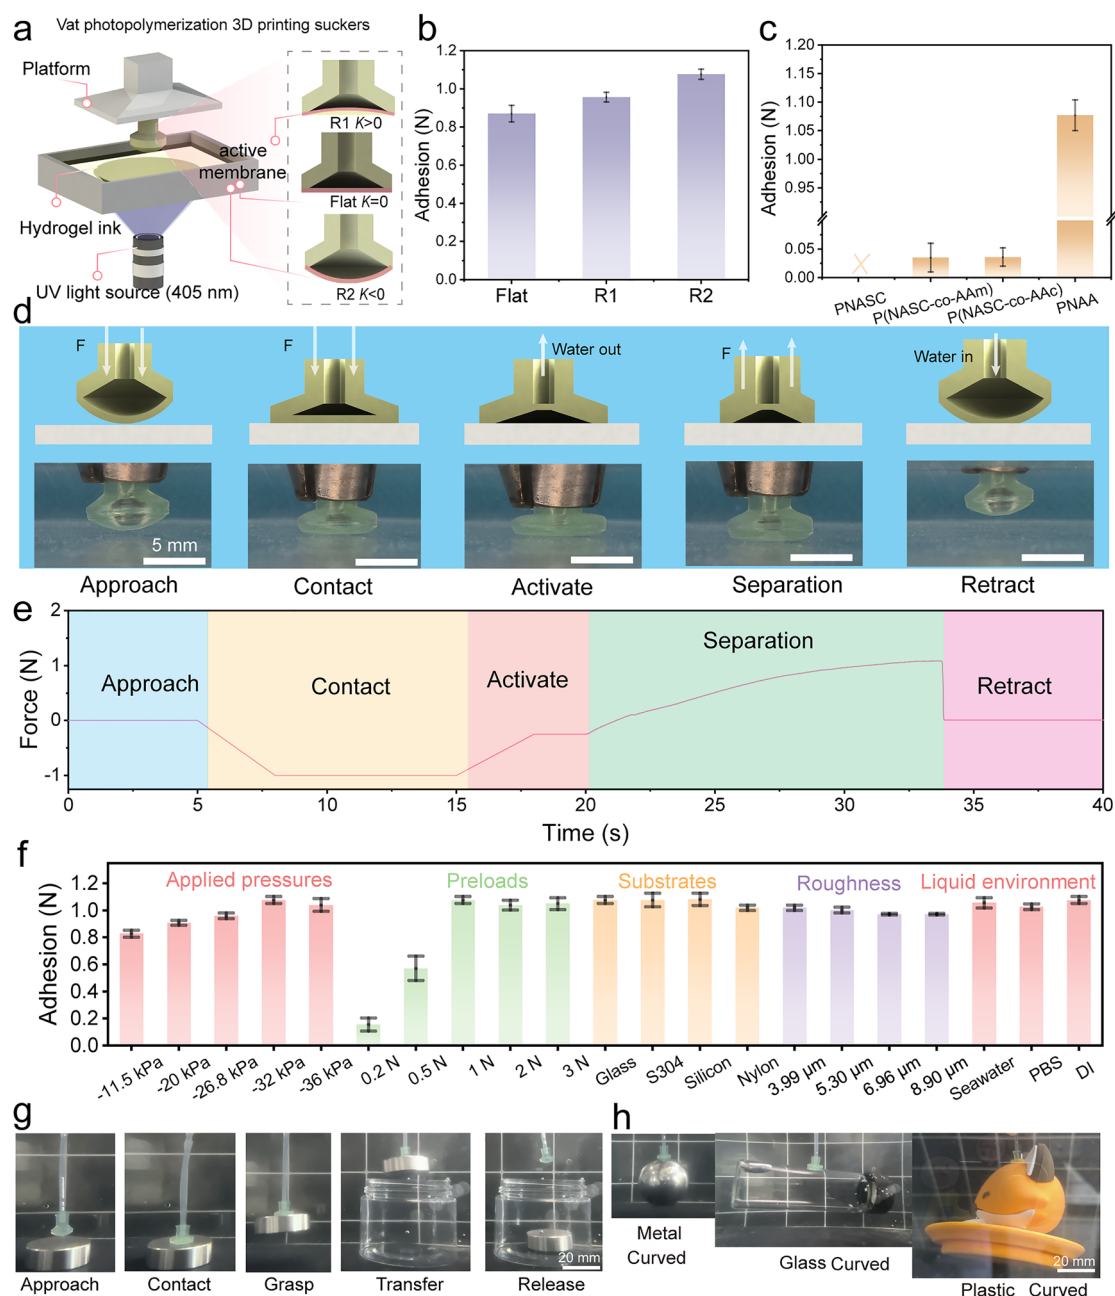 a
Vat photopolymerization 3D printing suckers
Platform
active
membrane
Hydrogel ink
UV light source (405 nm)
R1 K>0
Flat K=0
R2 K<0
b
Adhesion (N)
1.2
1.0
0.8
0.6
0.4
0.2
0.0
Flat R1 R2
c
Adhesion (N)
1.20
1.15
1.10
1.05
1.00
0.95
0.05
0.00
PNASC P(NASC-co-AAm) P(NASC-co-AAc) PNAA
d
F
F
Water out
F
Water in
5 mm
Approach Contact Activate Separation Retract
e
Force (N)
2
1
0
-1
Approach
Contact
Activate
Separation
Retract
0 5 10 15 20 25 30 35 40
Time (s)
f
Adhesion (N)
1.2
1.0
0.8
0.6
0.4
0.2
0.0
Applied pressures Preloads Substrates Roughness Liquid environment
-11.5 kPa -20 kPa -26.8 kPa -32 kPa -36 kPa 0.2 N 0.5 N 1 N 2 N 3 N Glass S304 Silicon Nylon 3.99 μm 5.30 μm 6.96 μm 8.90 μm Seawater PBS DI
g
20 mm
Approach Contact Grasp Transfer Release
h
Metal
Curved
Glass Curved
20 mm
Plastic Curved